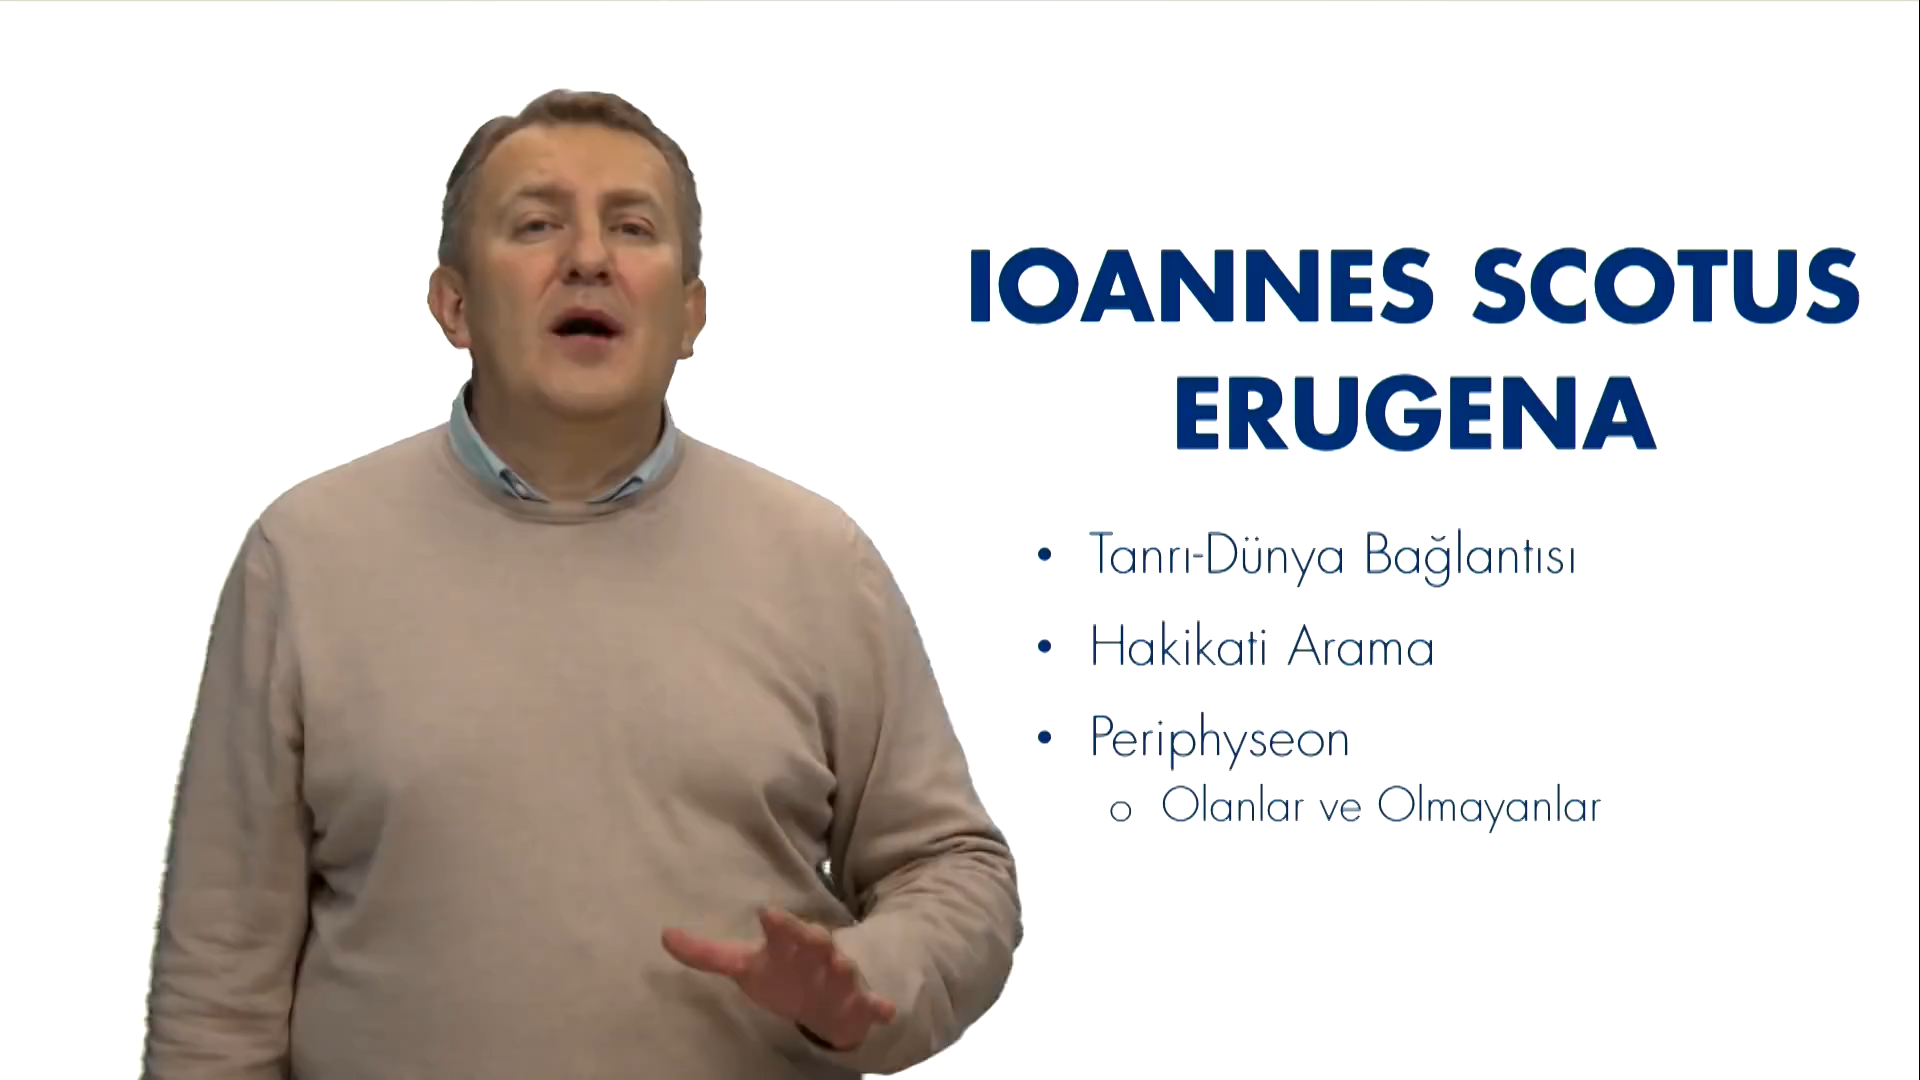 IOANNES SCOTUS
ERUGENA
• Tanrı-Dünya Bağlantısı
• Hakikati Arama
• Periphyseon
o Olanlar ve Olmayanlar